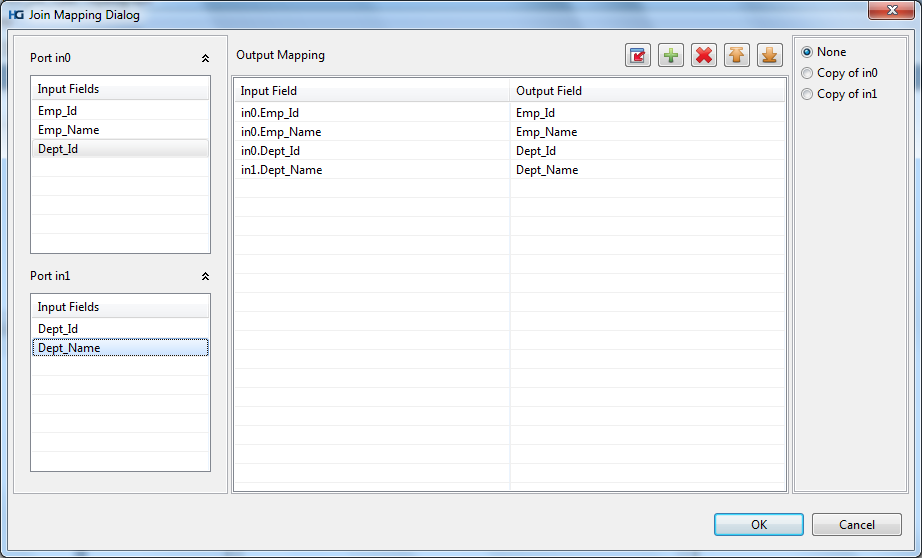 HG Join Mapping Dialog
Port in0
Input Fields
Emp_Id
Emp_Name
Dept_Id
Port in1
Input Fields
Dept_Id
Dept_Name
Output Mapping
Input Field Output Field
in0.Emp_Id Emp_Id
in0.Emp_Name Emp_Name
in0.Dept_Id Dept_Id
in1.Dept_Name Dept_Name
None
Copy of in0
Copy of in1
OK Cancel